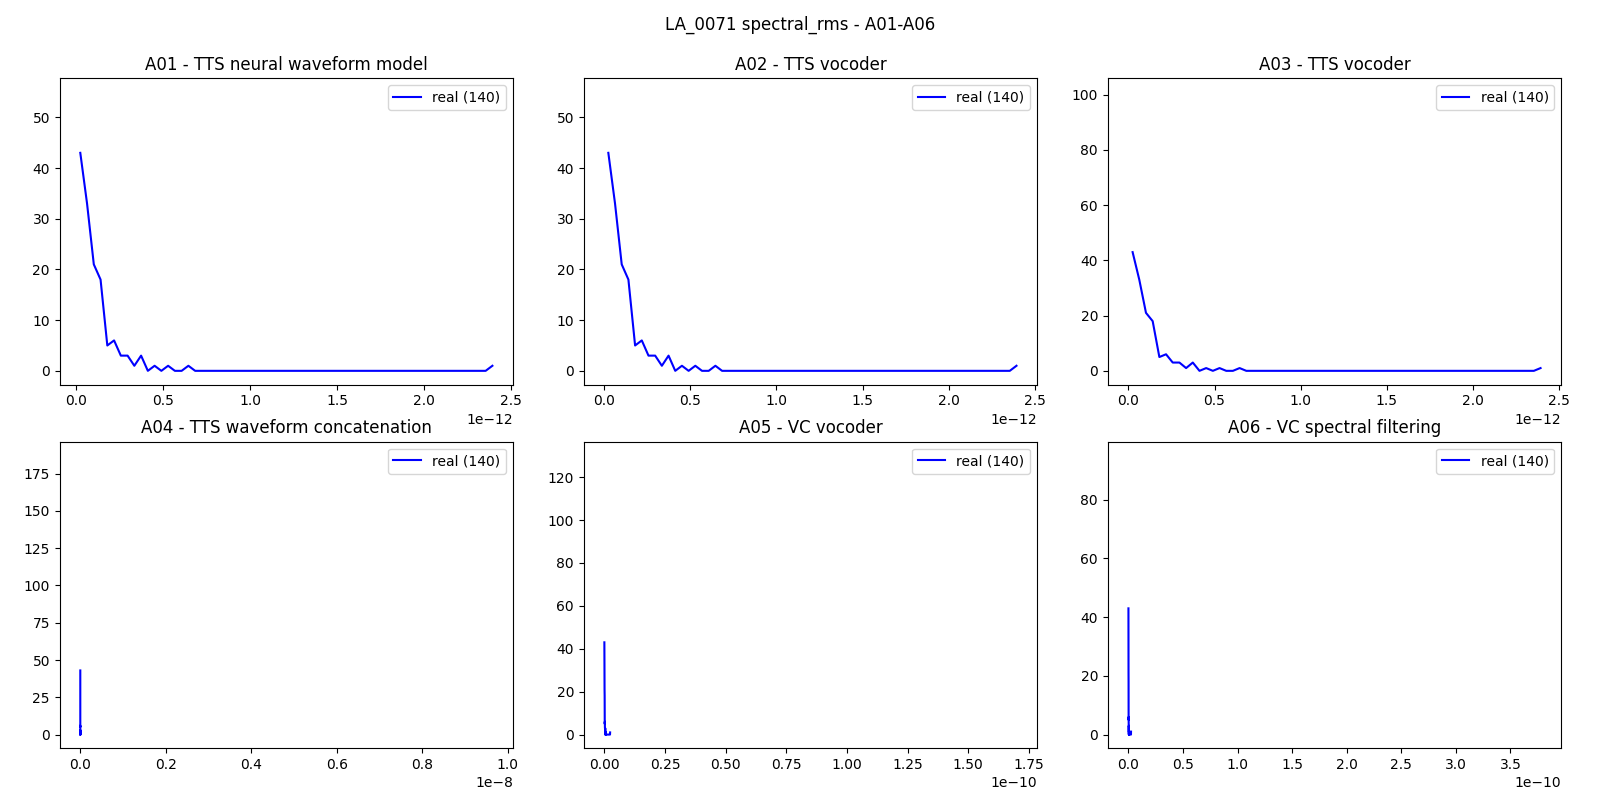 LA_0071 spectral_rms - A01-A06
A01 - TTS neural waveform model
real (140)
50
40
30
20
10
0
0.0 0.5 1.0 1.5 2.0 2.5
1e−12
A02 - TTS vocoder
real (140)
50
40
30
20
10
0
0.0 0.5 1.0 1.5 2.0 2.5
1e−12
A03 - TTS vocoder
real (140)
100
80
60
40
20
0
0.0 0.5 1.0 1.5 2.0 2.5
1e−12
A04 - TTS waveform concatenation
real (140)
175
150
125
100
75
50
25
0
0.0 0.2 0.4 0.6 0.8 1.0
1e−8
A05 - VC vocoder
real (140)
120
100
80
60
40
20
0
0.00 0.25 0.50 0.75 1.00 1.25 1.50 1.75
1e−10
A06 - VC spectral filtering
real (140)
80
60
40
20
0
0.0 0.5 1.0 1.5 2.0 2.5 3.0 3.5
1e−10